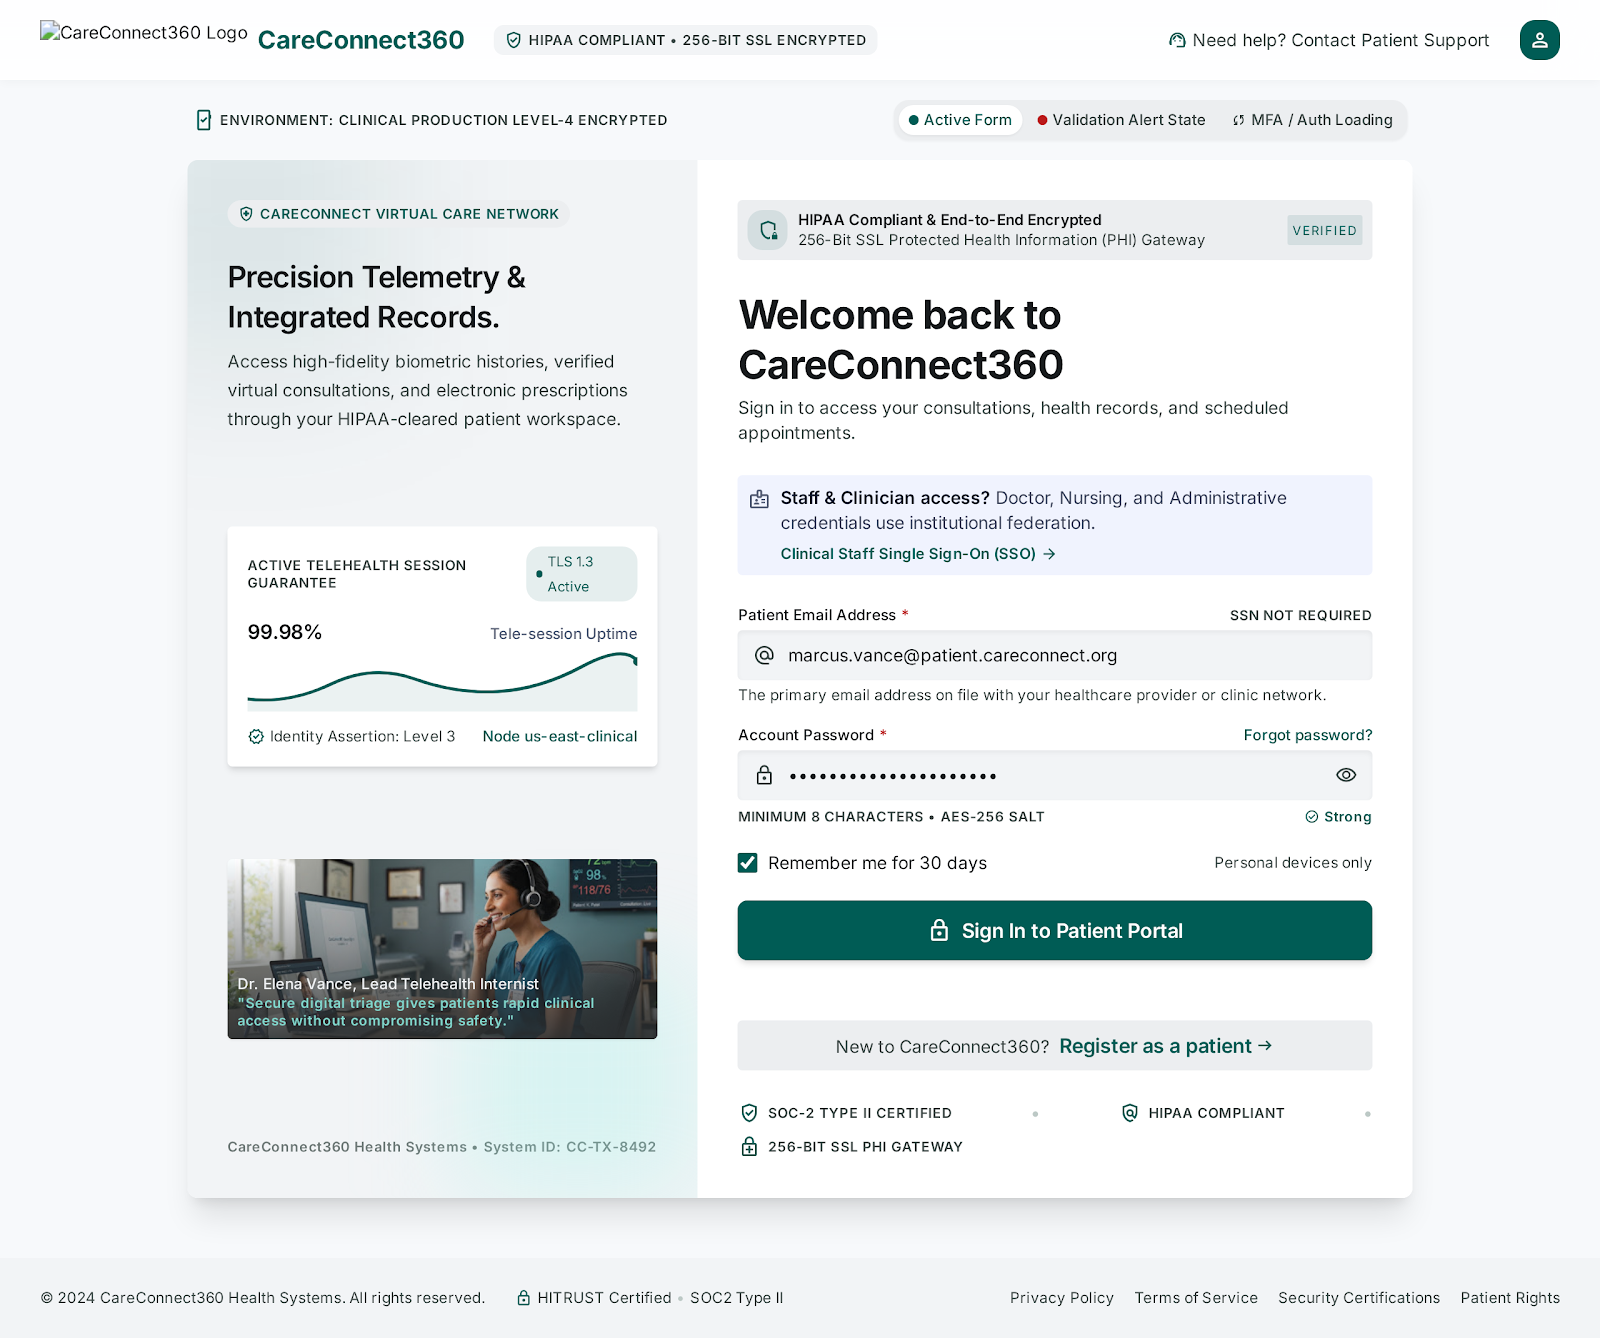 CareConnect360 Logo
CareConnect360
HIPAA COMPLIANT • 256-BIT SSL ENCRYPTED
Need help? Contact Patient Support
ENVIRONMENT: CLINICAL PRODUCTION LEVEL-4 ENCRYPTED
Active Form
Validation Alert State
MFA / Auth Loading
CARECONNECT VIRTUAL CARE NETWORK
Precision Telemetry &
Integrated Records.
Access high-fidelity biometric histories, verified
virtual consultations, and electronic prescriptions
through your HIPAA-cleared patient workspace.
ACTIVE TELEHEALTH SESSION
GUARANTEE
TLS 1.3
Active
99.98%
Tele-session Uptime
Identity Assertion: Level 3
Node us-east-clinical
98
118/76
Dr. Elena Vance, Lead Telehealth Internist
"Secure digital triage gives patients rapid clinical
access without compromising safety."
CareConnect360 Health Systems • System ID: CC-TX-8492
HIPAA Compliant & End-to-End Encrypted
256-Bit SSL Protected Health Information (PHI) Gateway
VERIFIED
Welcome back to
CareConnect360
Sign in to access your consultations, health records, and scheduled
appointments.
Staff & Clinician access? Doctor, Nursing, and Administrative
credentials use institutional federation.
Clinical Staff Single Sign-On (SSO) →
Patient Email Address *
SSN NOT REQUIRED
marcus.vance@patient.careconnect.org
The primary email address on file with your healthcare provider or clinic network.
Account Password *
Forgot password?
•••••••••••••••••••••
MINIMUM 8 CHARACTERS • AES-256 SALT
Strong
Remember me for 30 days
Personal devices only
Sign In to Patient Portal
New to CareConnect360? Register as a patient →
SOC-2 TYPE II CERTIFIED •
HIPAA COMPLIANT •
256-BIT SSL PHI GATEWAY
© 2024 CareConnect360 Health Systems. All rights reserved.
HITRUST Certified • SOC2 Type II
Privacy Policy
Terms of Service
Security Certifications
Patient Rights